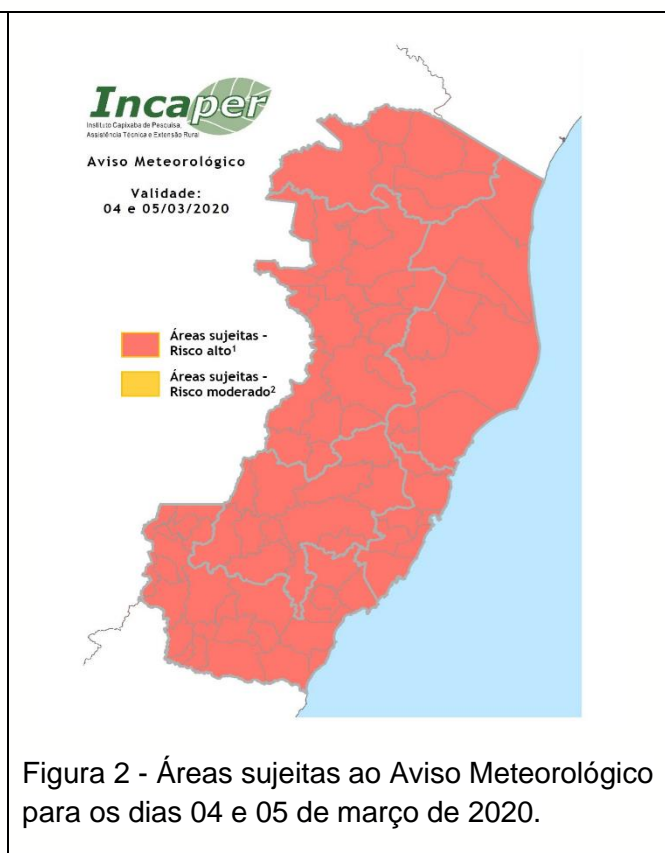 Incaper
Instituto Capixaba de Pesquisa,
Assistência Técnica e Extensão Rural
Aviso Meteorológico
Validade:
04 e 05/03/2020
Áreas sujeitas -
Risco alto¹
Áreas sujeitas -
Risco moderado²
Figura 2 - Áreas sujeitas ao Aviso Meteorológico
para os dias 04 e 05 de março de 2020.